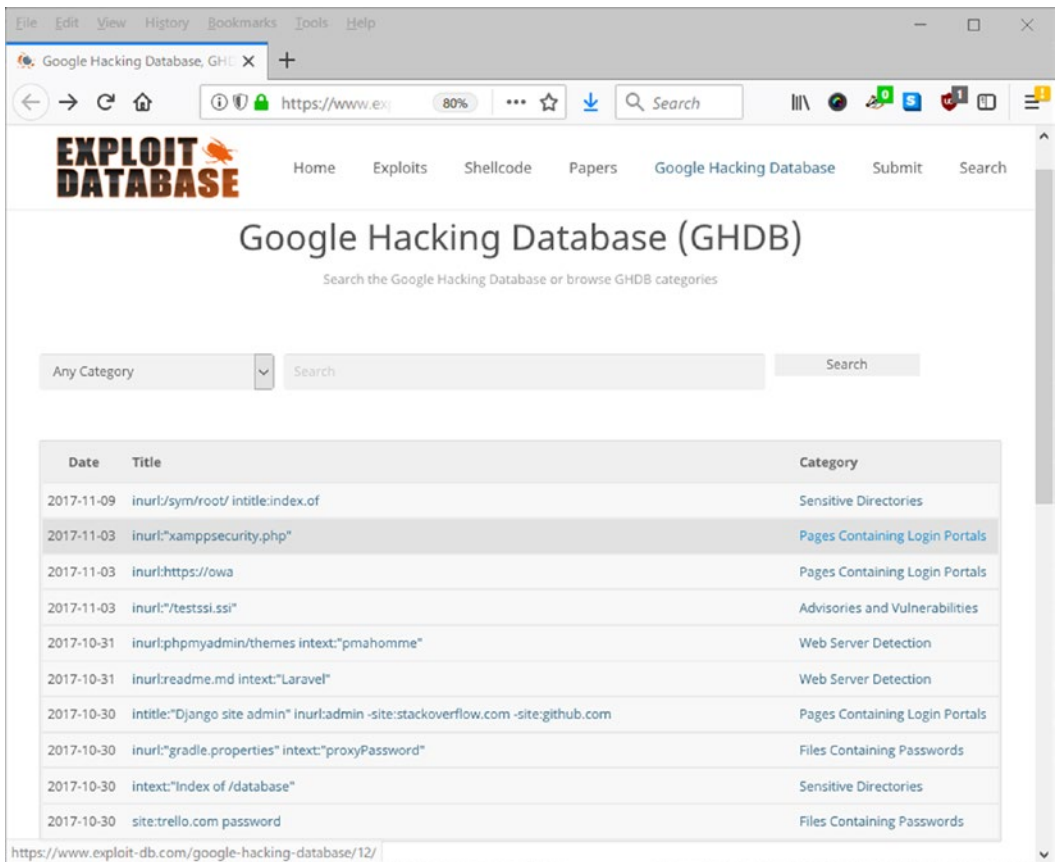 File Edit View History Bookmarks Tools Help
Google Hacking Database, GHD
https://www.exp 80% Search
0 S 1
EXPLOIT DATABASE
Home Exploits Shellcode Papers Google Hacking Database Submit Search
Google Hacking Database (GHDB)
Search the Google Hacking Database or browse GHDB categories
Any Category Search Search
Date Title Category
2017-11-09 inurl:/sym/root/ intitle:index.of Sensitive Directories
2017-11-03 inurl:"xamppsecurity.php" Pages Containing Login Portals
2017-11-03 inurl:https://owa Pages Containing Login Portals
2017-11-03 inurl:"/testssi.ssi" Advisories and Vulnerabilities
2017-10-31 inurl:phpmyadmin/themes intext:"pmahomme" Web Server Detection
2017-10-31 inurl:readme.md intext:"Laravel" Web Server Detection
2017-10-30 intitle:"Django site admin" inurl:admin -site:stackoverflow.com -site:github.com Pages Containing Login Portals
2017-10-30 inurl:"gradle.properties" intext:"proxyPassword" Files Containing Passwords
2017-10-30 intext:"Index of /database" Sensitive Directories
2017-10-30 site:trello.com password Files Containing Passwords
https://www.exploit-db.com/google-hacking-database/12/